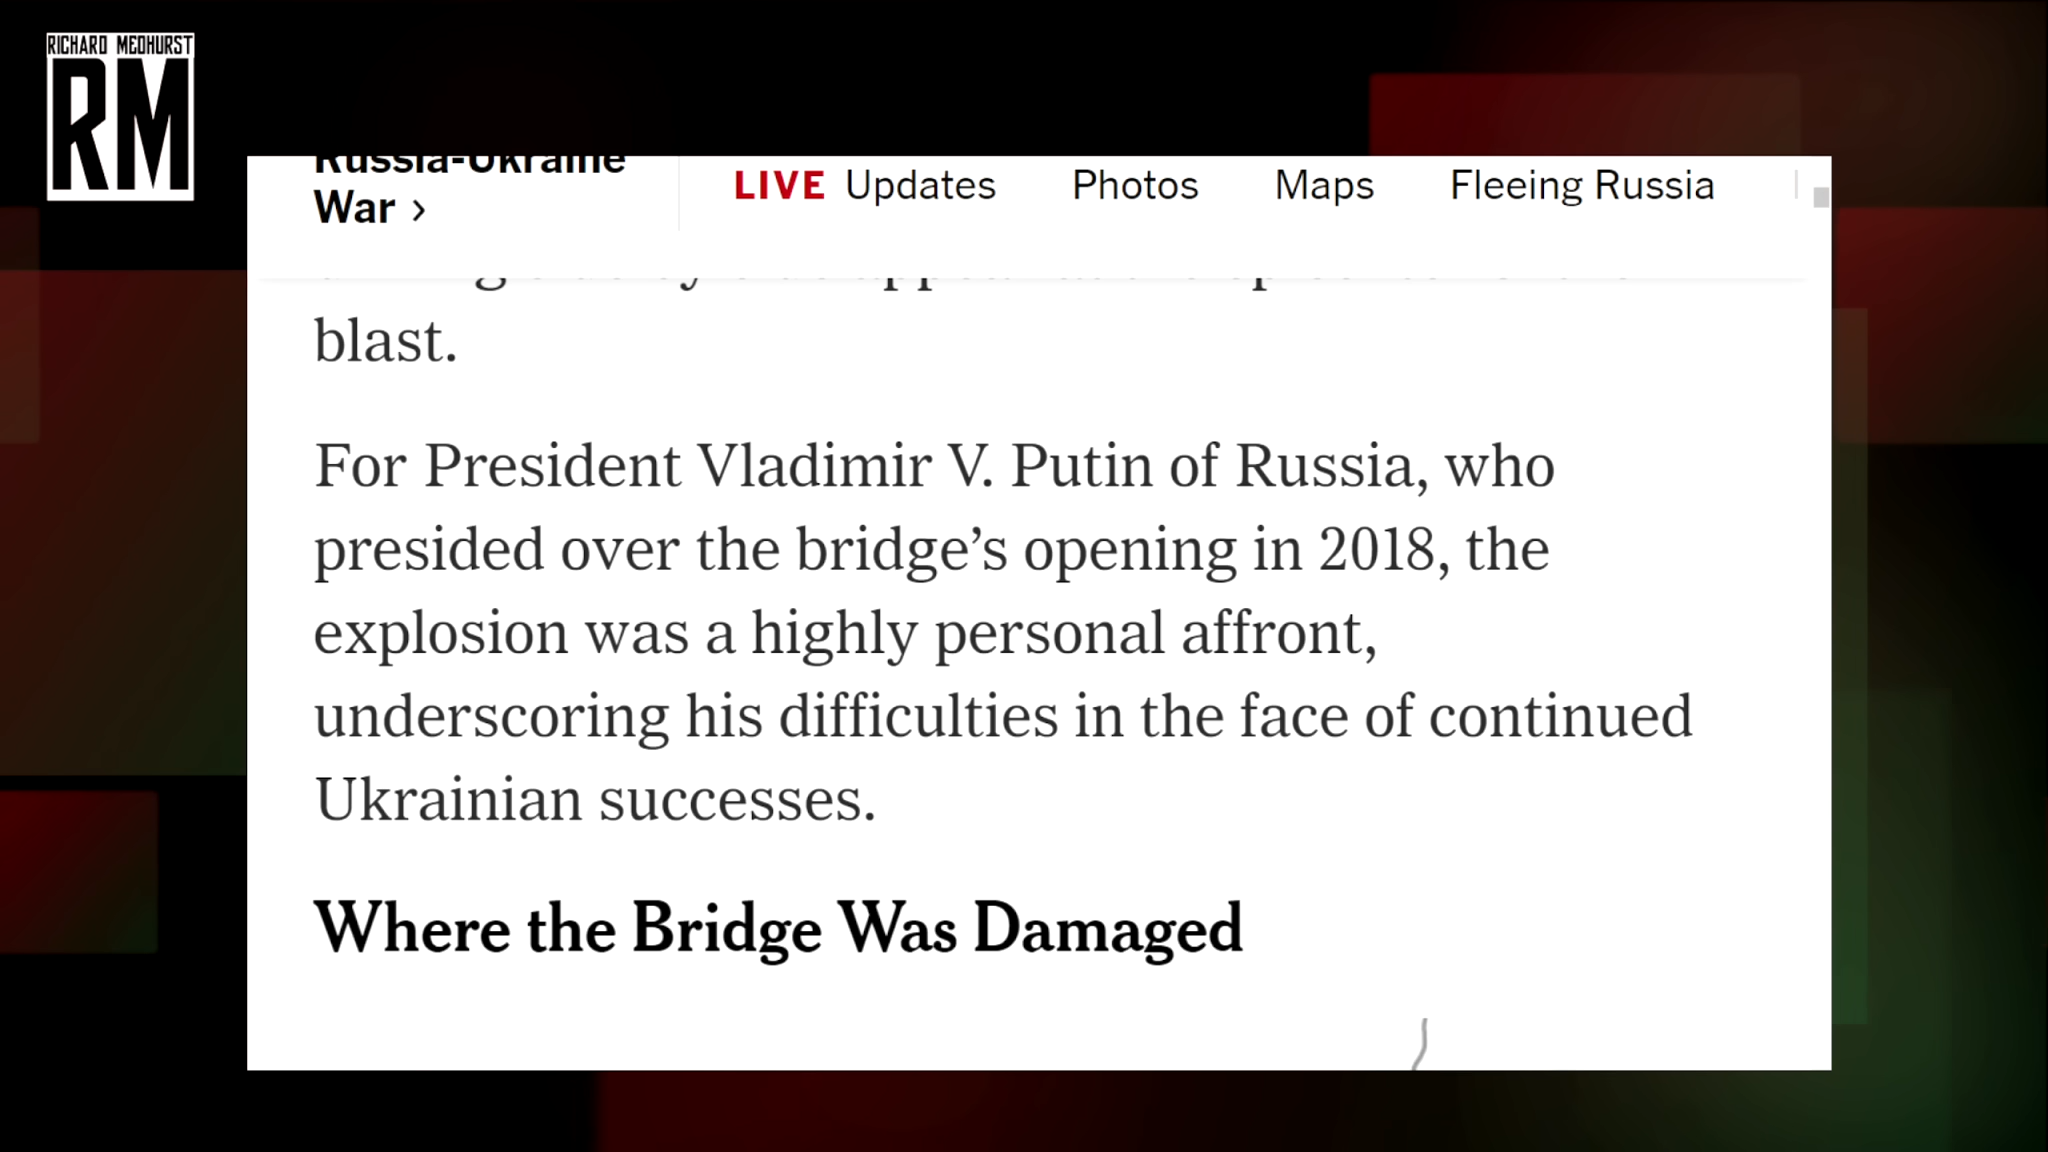 RICHARD MEDHURST
RM
Russia-Ukraine
War ›
LIVE Updates Photos Maps Fleeing Russia
blast.
For President Vladimir V. Putin of Russia, who
presided over the bridge’s opening in 2018, the
explosion was a highly personal affront,
underscoring his difficulties in the face of continued
Ukrainian successes.
Where the Bridge Was Damaged